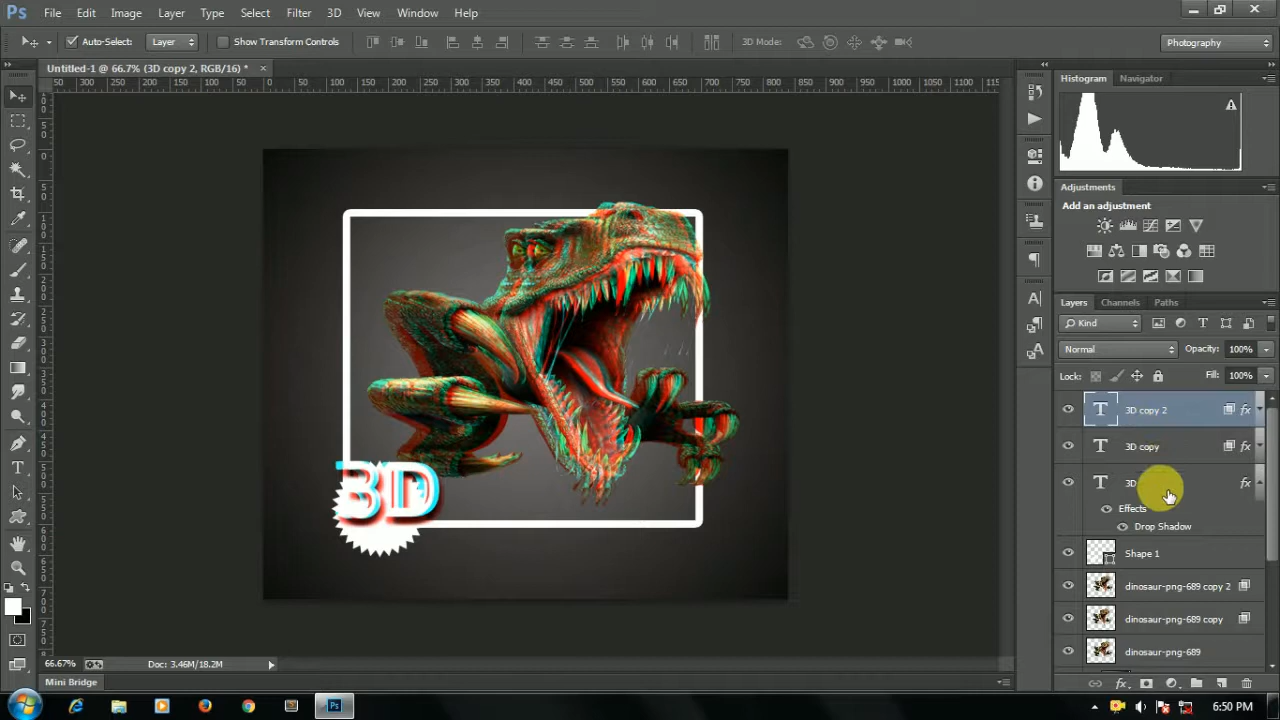 Ps File Edit Image Layer Type Select Filter 3D View Window Help
Auto-Select: Layer Show Transform Controls 3D Mode: Photography
Untitled-1 @ 66.7% (3D copy 2, RGB/16) *
Histogram Navigator
Adjustments
Add an adjustment
Layers Channels Paths
Kind
Normal Opacity: 100%
Lock: Fill: 100%
T 3D copy 2 fx
T 3D copy fx
T 3D fx
Effects
Drop Shadow
Shape 1
dinosaur-png-689 copy 2
dinosaur-png-689 copy
dinosaur-png-689
3D
66.67% Doc: 3.46M/18.2M
Mini Bridge
Ps 6:50 PM